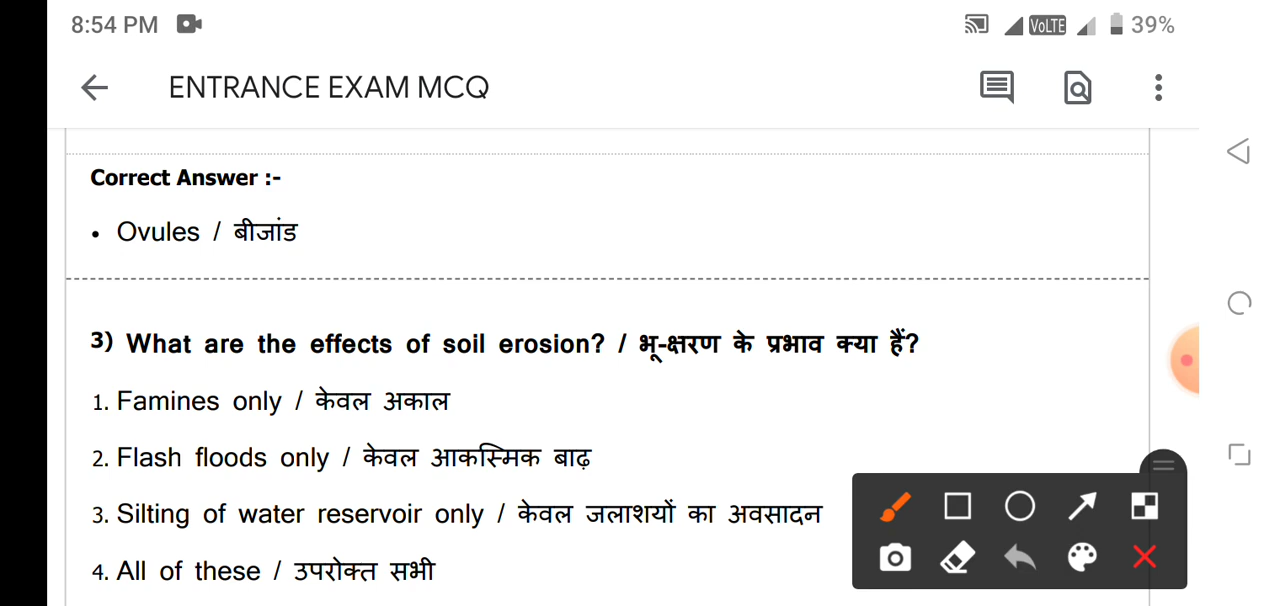 8:54 PM VoLTE 39%
ENTRANCE EXAM MCQ
Correct Answer :-
• Ovules / बीजांड
3) What are the effects of soil erosion? / भू-क्षरण के प्रभाव क्या हैं?
1. Famines only / केवल अकाल
2. Flash floods only / केवल आकस्मिक बाढ़
3. Silting of water reservoir only / केवल जलाशयों का अवसादन
4. All of these / उपरोक्त सभी